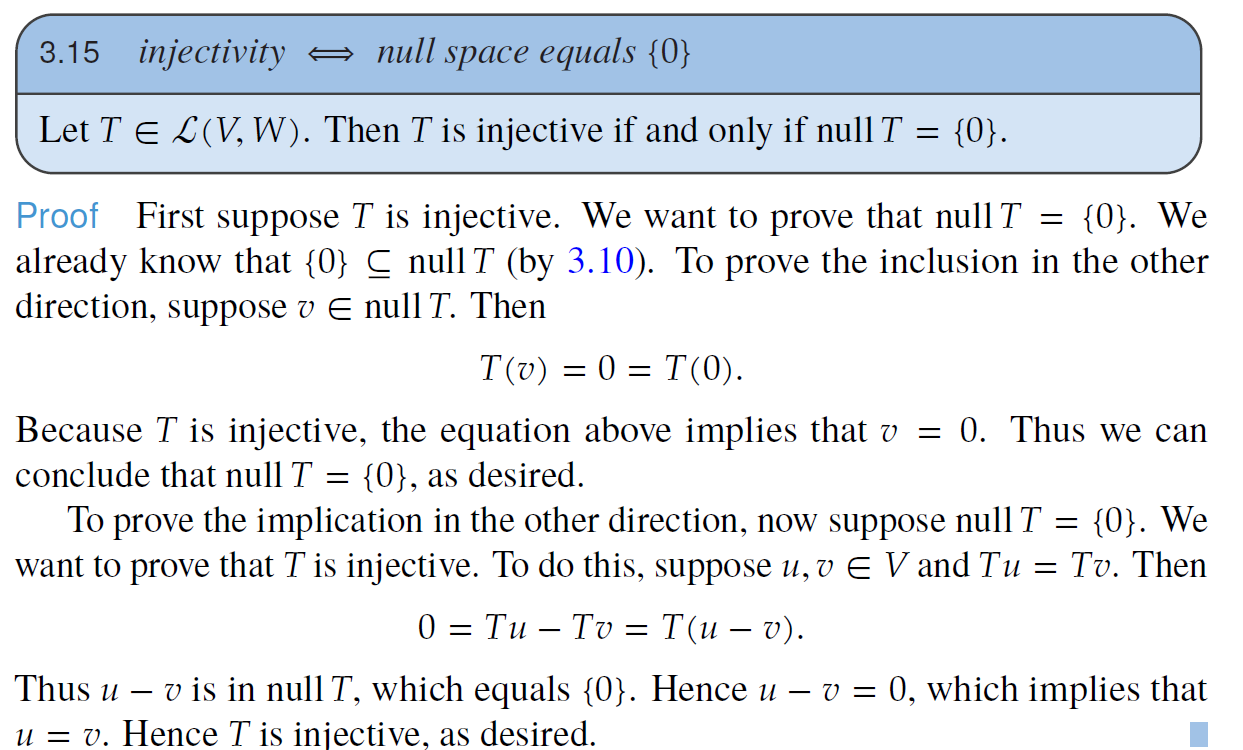 3.15 injectivity ⟺ null space equals {0}
Let T ∈ ℒ(V, W). Then T is injective if and only if null T = {0}.
Proof First suppose T is injective. We want to prove that null T = {0}. We
already know that {0} ⊆ null T (by 3.10). To prove the inclusion in the other
direction, suppose v ∈ null T. Then
T(v) = 0 = T(0).
Because T is injective, the equation above implies that v = 0. Thus we can
conclude that null T = {0}, as desired.
To prove the implication in the other direction, now suppose null T = {0}. We
want to prove that T is injective. To do this, suppose u, v ∈ V and Tu = Tv. Then
0 = Tu − Tv = T(u − v).
Thus u − v is in null T, which equals {0}. Hence u − v = 0, which implies that
u = v. Hence T is injective, as desired.